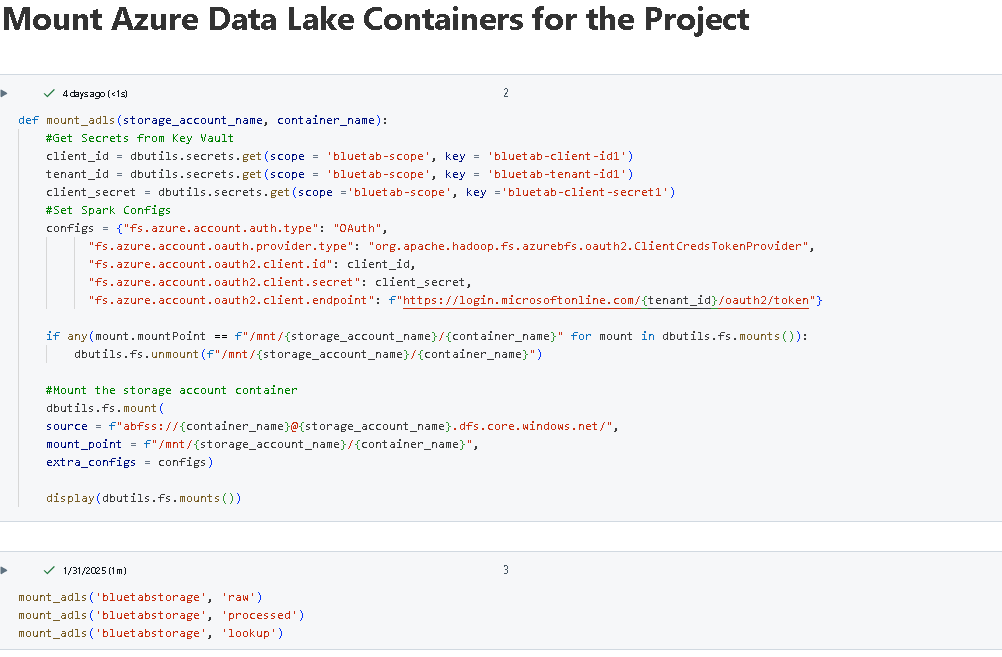 Mount Azure Data Lake Containers for the Project
4 days ago (<1s)
2
def mount_adls(storage_account_name, container_name):
#Get Secrets from Key Vault
client_id = dbutils.secrets.get(scope = 'bluetab-scope', key = 'bluetab-client-id1')
tenant_id = dbutils.secrets.get(scope = 'bluetab-scope', key = 'bluetab-tenant-id1')
client_secret = dbutils.secrets.get(scope ='bluetab-scope', key ='bluetab-client-secret1')
#Set Spark Configs
configs = {"fs.azure.account.auth.type": "OAuth",
"fs.azure.account.oauth.provider.type": "org.apache.hadoop.fs.azurebfs.oauth2.ClientCredsTokenProvider",
"fs.azure.account.oauth2.client.id": client_id,
"fs.azure.account.oauth2.client.secret": client_secret,
"fs.azure.account.oauth2.client.endpoint": f"https://login.microsoftonline.com/{tenant_id}/oauth2/token"}
if any(mount.mountPoint == f"/mnt/{storage_account_name}/{container_name}" for mount in dbutils.fs.mounts()):
dbutils.fs.unmount(f"/mnt/{storage_account_name}/{container_name}")
#Mount the storage account container
dbutils.fs.mount(
source = f"abfss://{container_name}@{storage_account_name}.dfs.core.windows.net/",
mount_point = f"/mnt/{storage_account_name}/{container_name}",
extra_configs = configs)
display(dbutils.fs.mounts())
1/31/2025 (1m)
3
mount_adls('bluetabstorage', 'raw')
mount_adls('bluetabstorage', 'processed')
mount_adls('bluetabstorage', 'lookup')